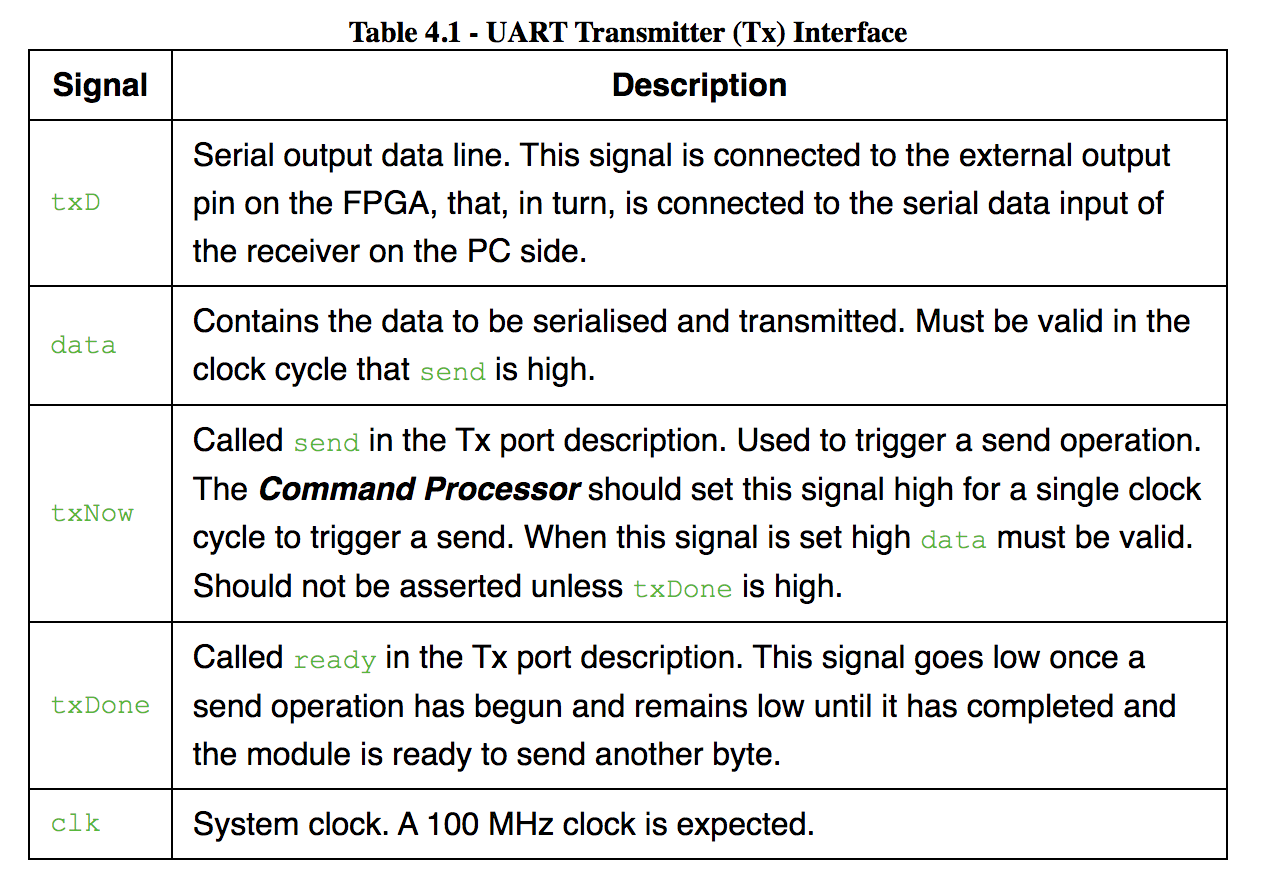 Table 4.1 - UART Transmitter (Tx) Interface
Signal Description
txD
Serial output data line. This signal is connected to the external output
pin on the FPGA, that, in turn, is connected to the serial data input of
the receiver on the PC side.
data
Contains the data to be serialised and transmitted. Must be valid in the
clock cycle that send is high.
txNow
Called send in the Tx port description. Used to trigger a send operation.
The Command Processor should set this signal high for a single clock
cycle to trigger a send. When this signal is set high data must be valid.
Should not be asserted unless txDone is high.
txDone
Called ready in the Tx port description. This signal goes low once a
send operation has begun and remains low until it has completed and
the module is ready to send another byte.
clk
System clock. A 100 MHz clock is expected.